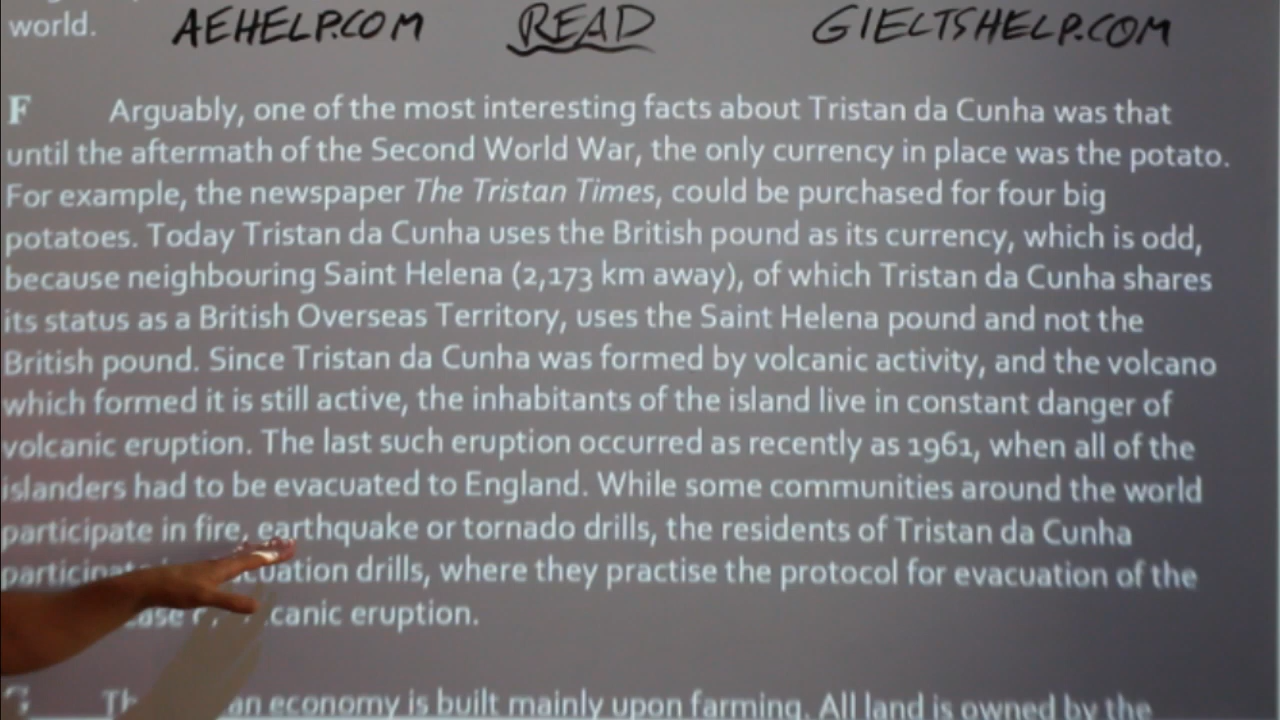 world.
AEHELP.COM READ GIELTSHELP.COM
F Arguably, one of the most interesting facts about Tristan da Cunha was that
until the aftermath of the Second World War, the only currency in place was the potato.
For example, the newspaper The Tristan Times, could be purchased for four big
potatoes. Today Tristan da Cunha uses the British pound as its currency, which is odd,
because neighbouring Saint Helena (2,173 km away), of which Tristan da Cunha shares
its status as a British Overseas Territory, uses the Saint Helena pound and not the
British pound. Since Tristan da Cunha was formed by volcanic activity, and the volcano
which formed it is still active, the inhabitants of the island live in constant danger of
volcanic eruption. The last such eruption occurred as recently as 1961, when all of the
islanders had to be evacuated to England. While some communities around the world
participate in fire, earthquake or tornado drills, the residents of Tristan da Cunha
participate drills, where they practise the protocol for evacuation of the
eruption.
G economy is built mainly upon farming. All land is owned by the